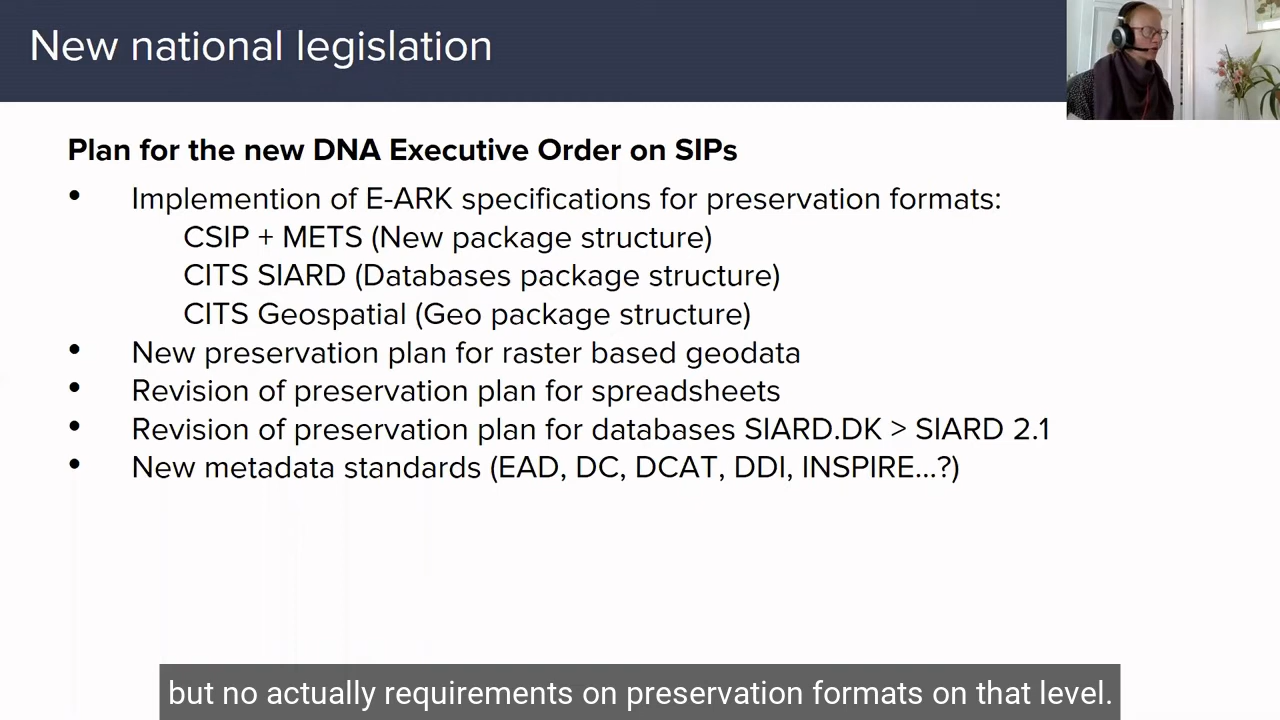 New national legislation
Plan for the new DNA Executive Order on SIPs
• Implemention of E-ARK specifications for preservation formats:
CSIP + METS (New package structure)
CITS SIARD (Databases package structure)
CITS Geospatial (Geo package structure)
• New preservation plan for raster based geodata
• Revision of preservation plan for spreadsheets
• Revision of preservation plan for databases SIARD.DK > SIARD 2.1
• New metadata standards (EAD, DC, DCAT, DDI, INSPIRE...?)
but no actually requirements on preservation formats on that level.